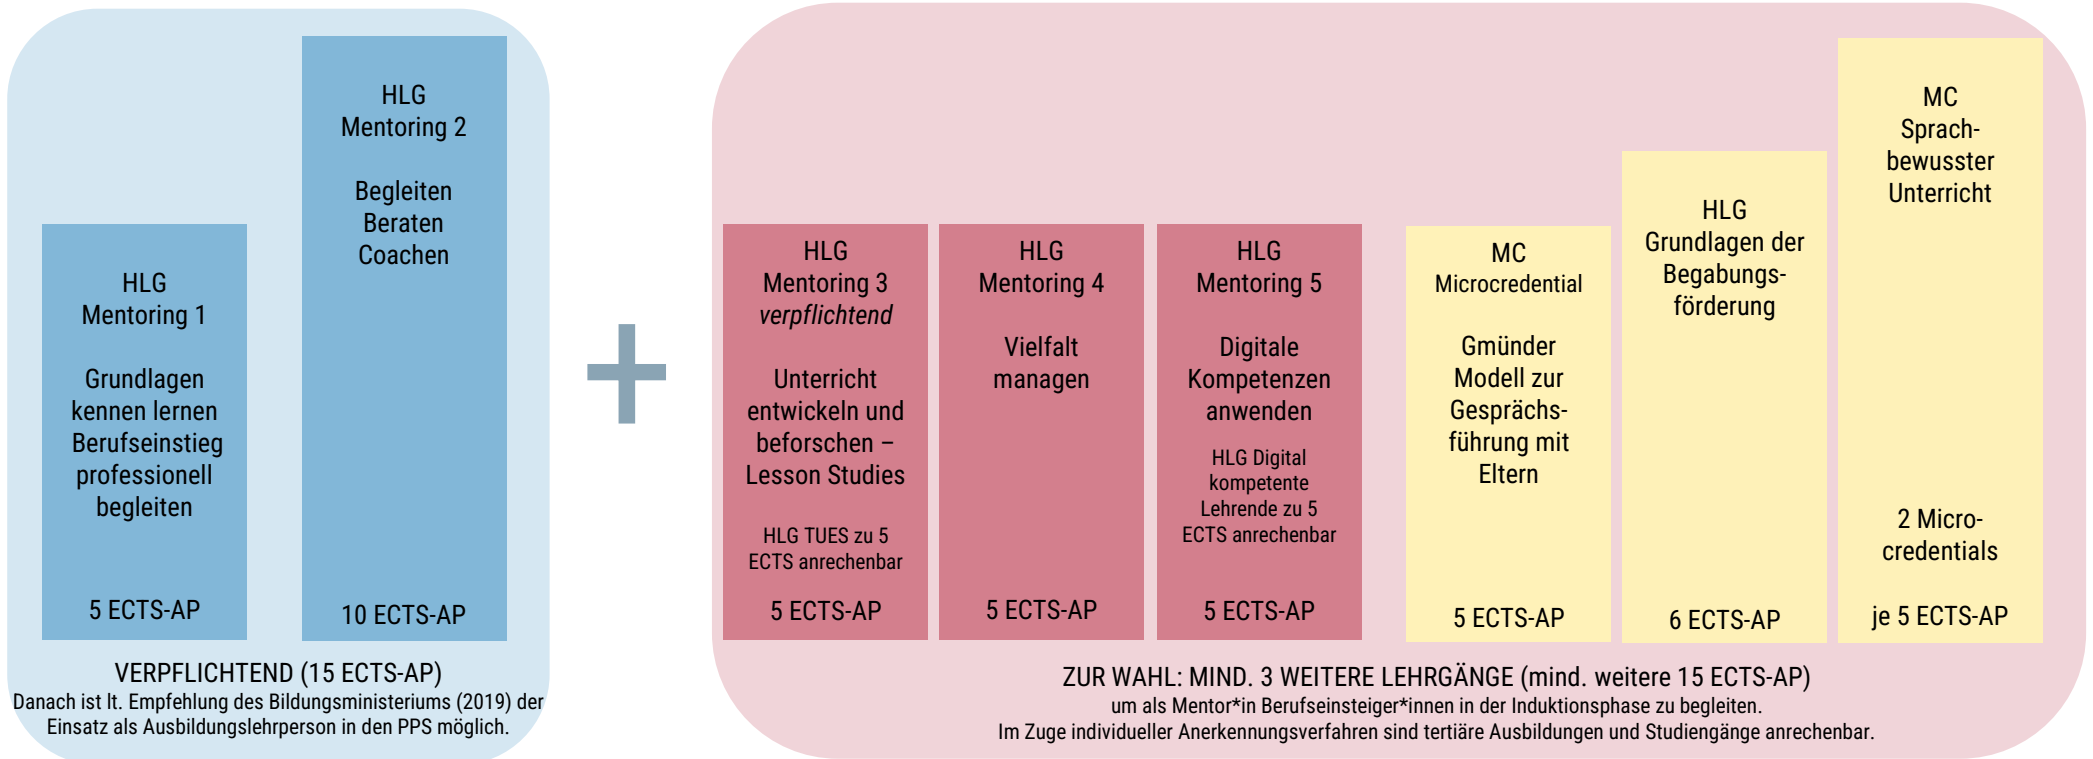 HLG
Mentoring 1
Grundlagen
kennen lernen
Berufseinstieg
professionell
begleiten
5 ECTS-AP
HLG
Mentoring 2
Begleiten
Beraten
Coachen
10 ECTS-AP
VERPFLICHTEND (15 ECTS-AP)
Danach ist lt. Empfehlung des Bildungsministeriums (2019) der
Einsatz als Ausbildungslehrperson in den PPS möglich.
+
HLG
Mentoring 3
verpflichtend
Unterricht
entwickeln und
beforschen –
Lesson Studies
HLG TUES zu 5
ECTS anrechenbar
5 ECTS-AP
HLG
Mentoring 4
Vielfalt
managen
5 ECTS-AP
HLG
Mentoring 5
Digitale
Kompetenzen
anwenden
HLG Digital
kompetente
Lehrende zu 5
ECTS anrechenbar
5 ECTS-AP
MC
Microcredential
Gmünder
Modell zur
Gesprächs-
führung mit
Eltern
5 ECTS-AP
HLG
Grundlagen der
Begabungs-
förderung
6 ECTS-AP
MC
Sprach-
bewusster
Unterricht
2 Micro-
credentials
je 5 ECTS-AP
ZUR WAHL: MIND. 3 WEITERE LEHRGÄNGE (mind. weitere 15 ECTS-AP)
um als Mentor*in Berufseinsteiger*innen in der Induktionsphase zu begleiten.
Im Zuge individueller Anerkennungsverfahren sind tertiäre Ausbildungen und Studiengänge anrechenbar.